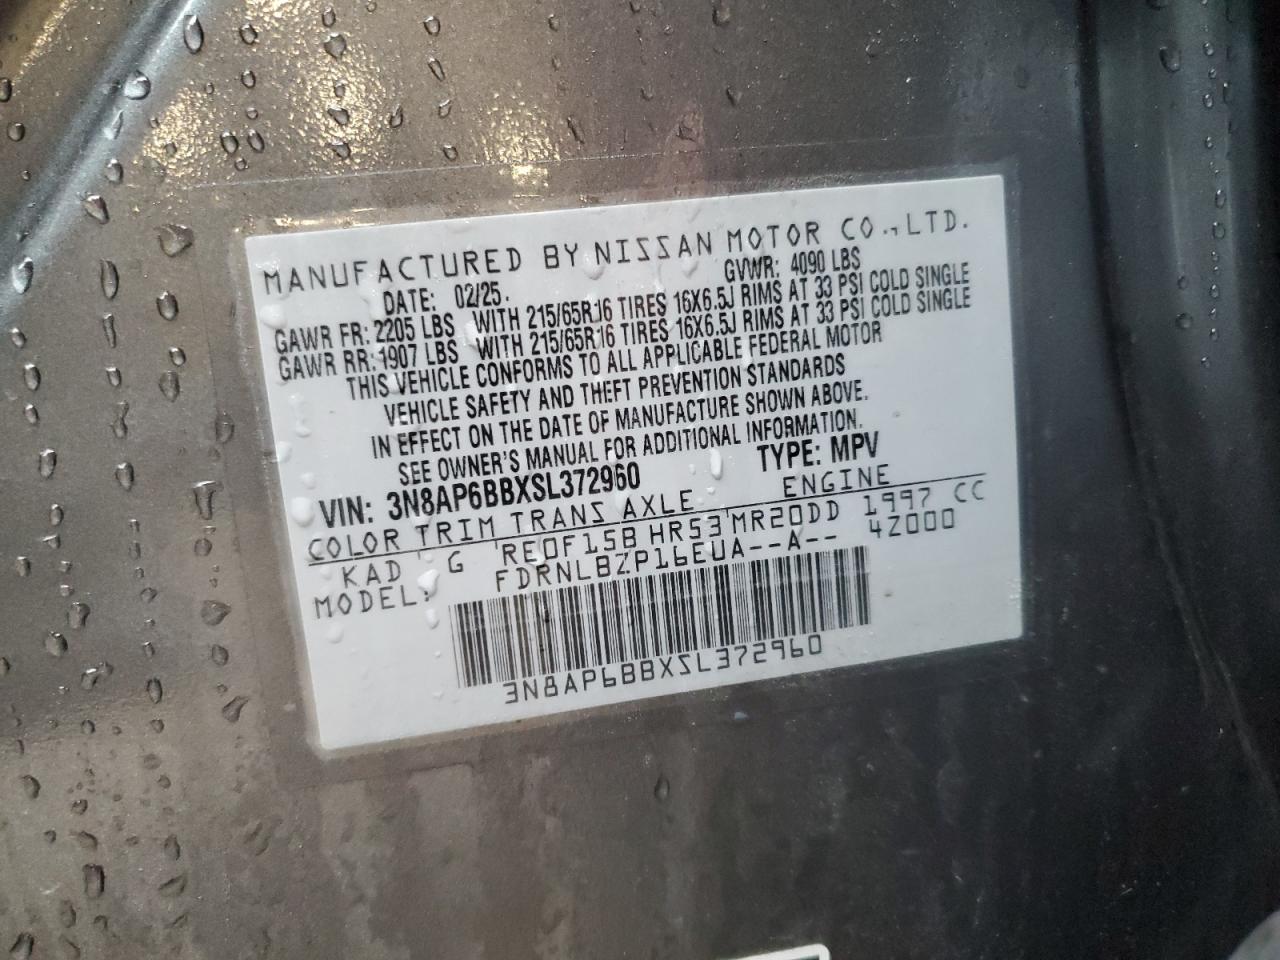 MANUFACTURED BY NISSAN MOTOR CO., LTD.
DATE: 02/25. GVWR: 4090 LBS
GAWR FR: 2205 LBS WITH 215/65R16 TIRES 16X6.5J RIMS AT 33 PSI COLD SINGLE
GAWR RR: 1907 LBS WITH 215/65R16 TIRES 16X6.5J RIMS AT 33 PSI COLD SINGLE
THIS VEHICLE CONFORMS TO ALL APPLICABLE FEDERAL MOTOR
VEHICLE SAFETY AND THEFT PREVENTION STANDARDS
IN EFFECT ON THE DATE OF MANUFACTURE SHOWN ABOVE.
SEE OWNER'S MANUAL FOR ADDITIONAL INFORMATION.
VIN: 3N8AP6BBXSL372960 TYPE: MPV
COLOR TRIM TRANS AXLE ENGINE
KAD G RE0F15B HR53 MR20DD 1997 CC
MODEL: FDRNLBZP16EUA--A-- 42000
3N8AP6BBXSL372960